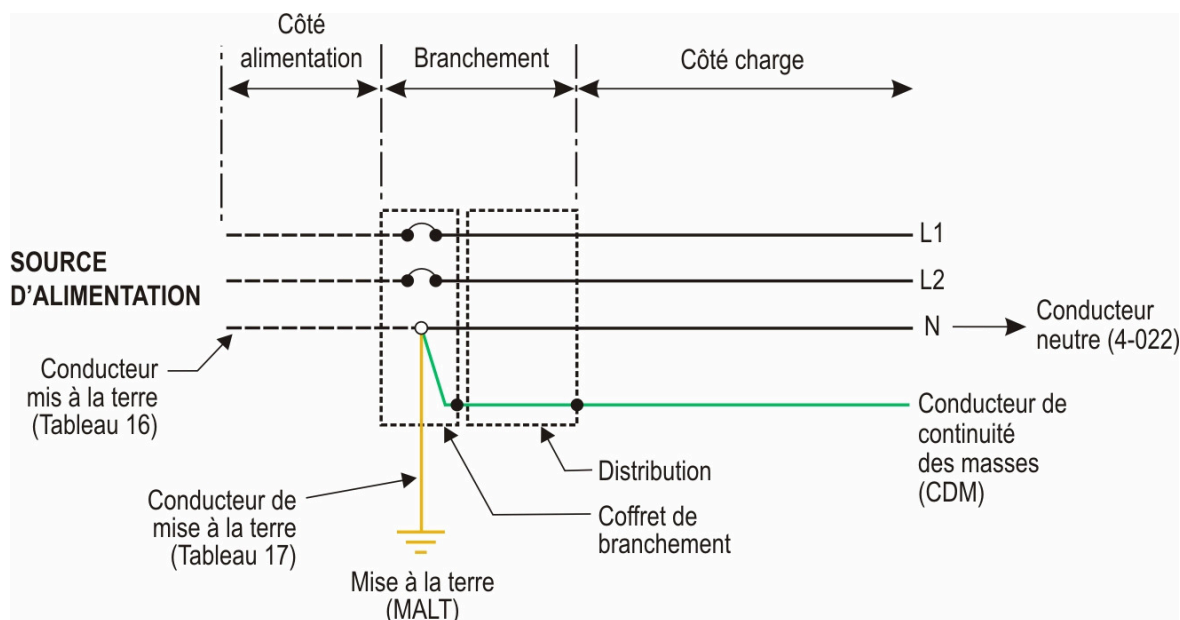 Côté
alimentation
Branchement
Côté charge
L1
SOURCE
D’ALIMENTATION
L2
N
Conducteur
neutre (4-022)
Conducteur
mis à la terre
(Tableau 16)
Conducteur de
continuité
des masses
(CDM)
Distribution
Conducteur de
mise à la terre
(Tableau 17)
Coffret de
branchement
Mise à la terre
(MALT)